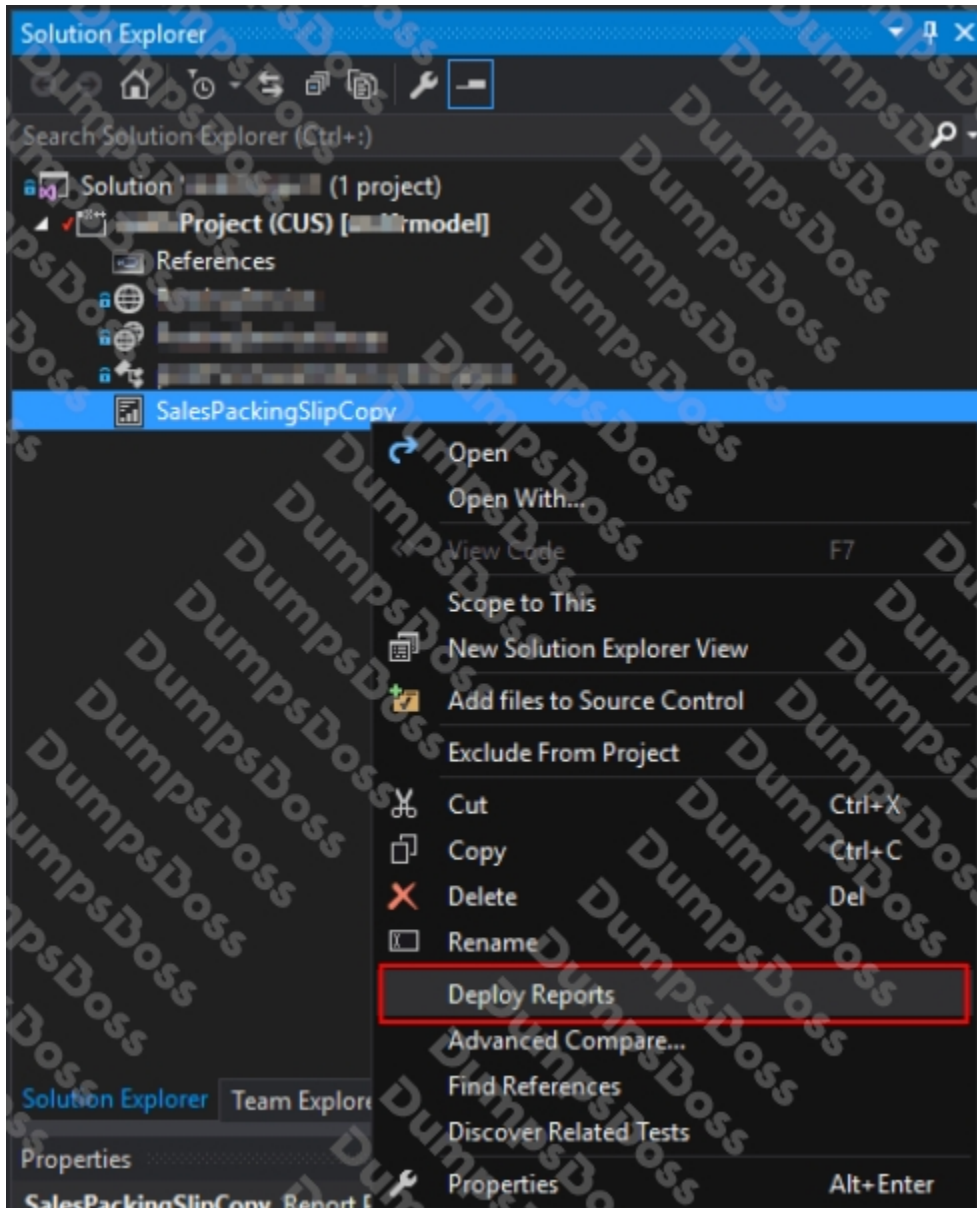 Solution Explorer
Search Solution Explorer (Ctrl+:)
Solution ' (1 project)
Project (CUS) [ rmodel]
References
SalesPackingSlipCopy
Open
Open With...
View Code F7
Scope to This
New Solution Explorer View
Add files to Source Control
Exclude From Project
Cut Ctrl+X
Copy Ctrl+C
Delete Del
Rename
Deploy Reports
Advanced Compare...
Find References
Discover Related Tests
Properties Alt+Enter
Solution Explorer Team Explore
Properties
SalesPackingSlipCopy Report
DumpsBoss